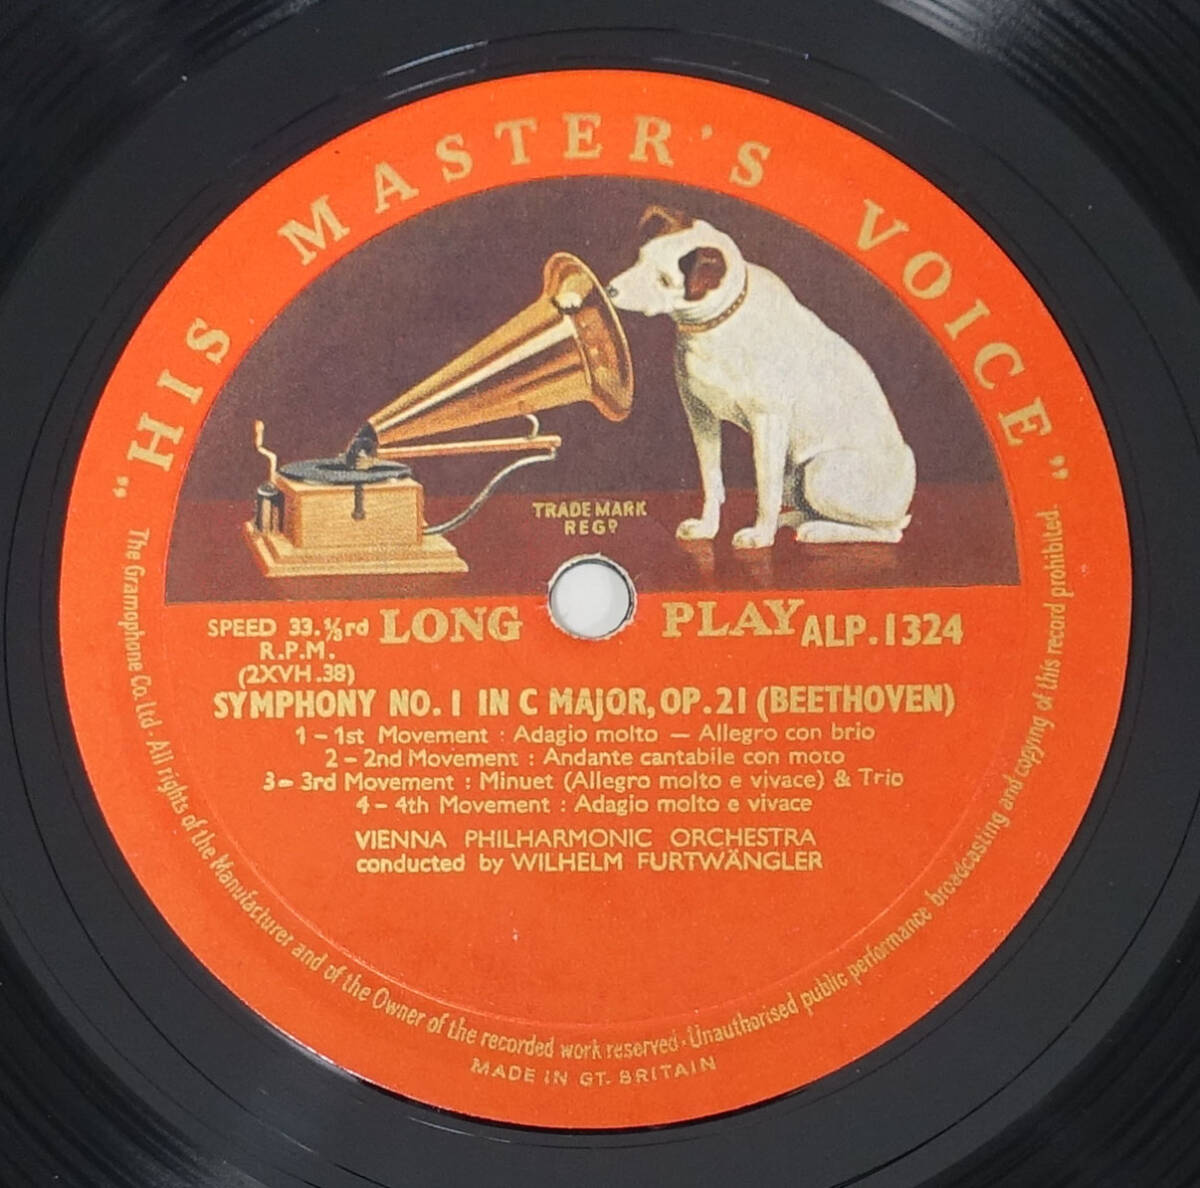 "HIS MASTER'S VOICE"
TRADE MARK
REGD
SPEED 33.⅓rd
R.P.M.
(2XVH.38)
LONG PLAY
ALP.1324
SYMPHONY NO. 1 IN C MAJOR, OP. 21 (BEETHOVEN)
1 – 1st Movement : Adagio molto — Allegro con brio
2 – 2nd Movement : Andante cantabile con moto
3 – 3rd Movement : Minuet (Allegro molto e vivace) & Trio
4 – 4th Movement : Adagio molto e vivace
VIENNA PHILHARMONIC ORCHESTRA
conducted by WILHELM FURTWÄNGLER
The Gramophone Co. Ltd · All rights of the Manufacturer and of the Owner of the recorded work reserved · Unauthorised public performance broadcasting and copying of this record prohibited.
MADE IN GT. BRITAIN